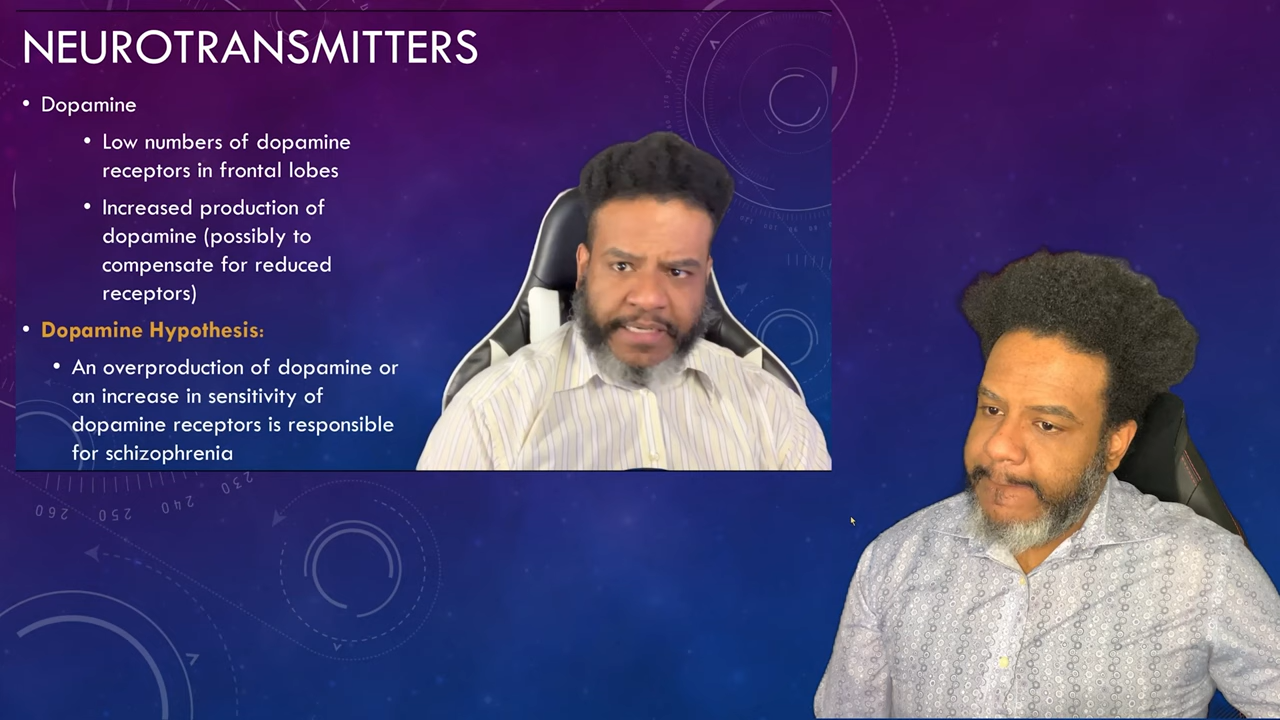 NEUROTRANSMITTERS
• Dopamine
• Low numbers of dopamine
receptors in frontal lobes
• Increased production of
dopamine (possibly to
compensate for reduced
receptors)
• Dopamine Hypothesis:
• An overproduction of dopamine or
an increase in sensitivity of
dopamine receptors is responsible
for schizophrenia
260 250 240 230